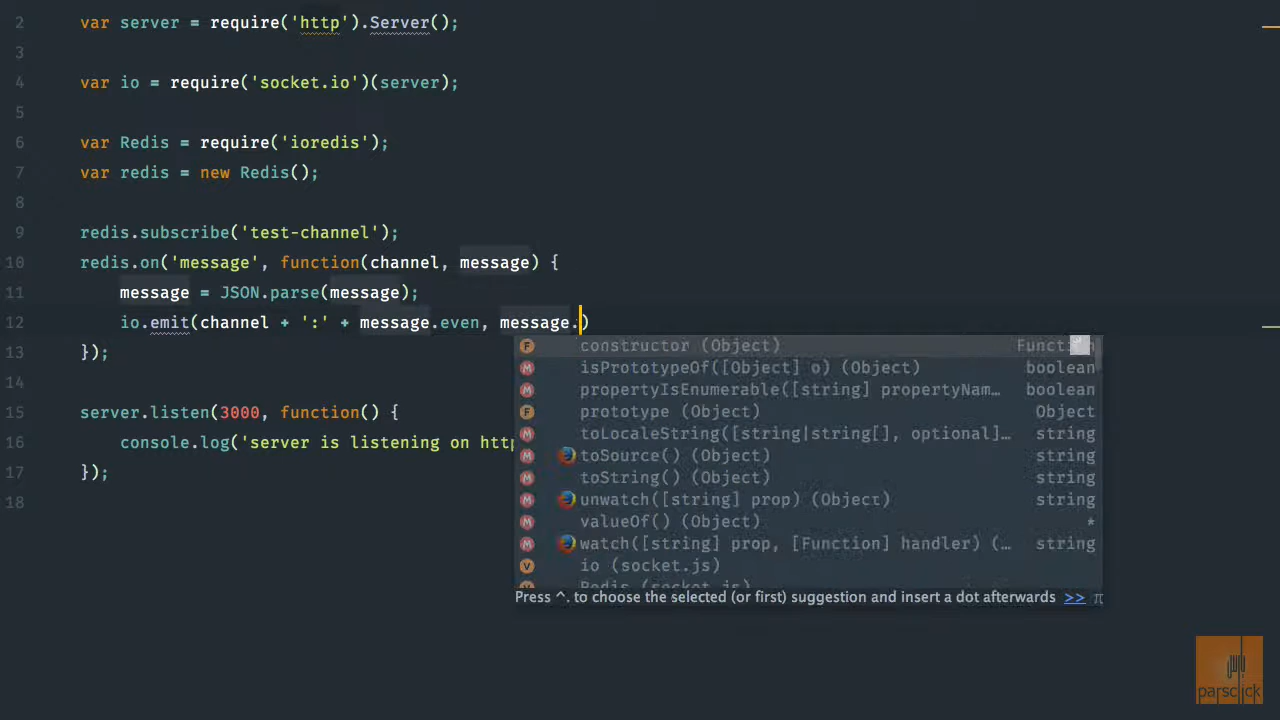 2 var server = require('http').Server();
3
4 var io = require('socket.io')(server);
5
6 var Redis = require('ioredis');
7 var redis = new Redis();
8
9 redis.subscribe('test-channel');
10 redis.on('message', function(channel, message) {
11 message = JSON.parse(message);
12 io.emit(channel + ':' + message.even, message.)
13 });
14
15 server.listen(3000, function() {
16 console.log('server is listening on http
17 });
18
F constructor (Object) Function
M isPrototypeOf([Object] o) (Object) boolean
M propertyIsEnumerable([string] propertyNam… boolean
F prototype (Object) Object
M toLocaleString([string|string[], optional]… string
M toSource() (Object) string
M toString() (Object) string
M unwatch([string] prop) (Object) string
M valueOf() (Object) *
M watch([string] prop, [Function] handler) (… string
V io (socket.js)
V Redis (socket.js)
Press ^. to choose the selected (or first) suggestion and insert a dot afterwards >> π
parsclick